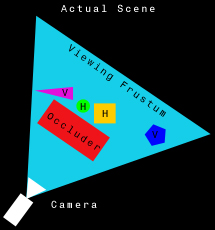 Actual Scene
Viewing Frustum
V
H
H
Occluder
V
Camera